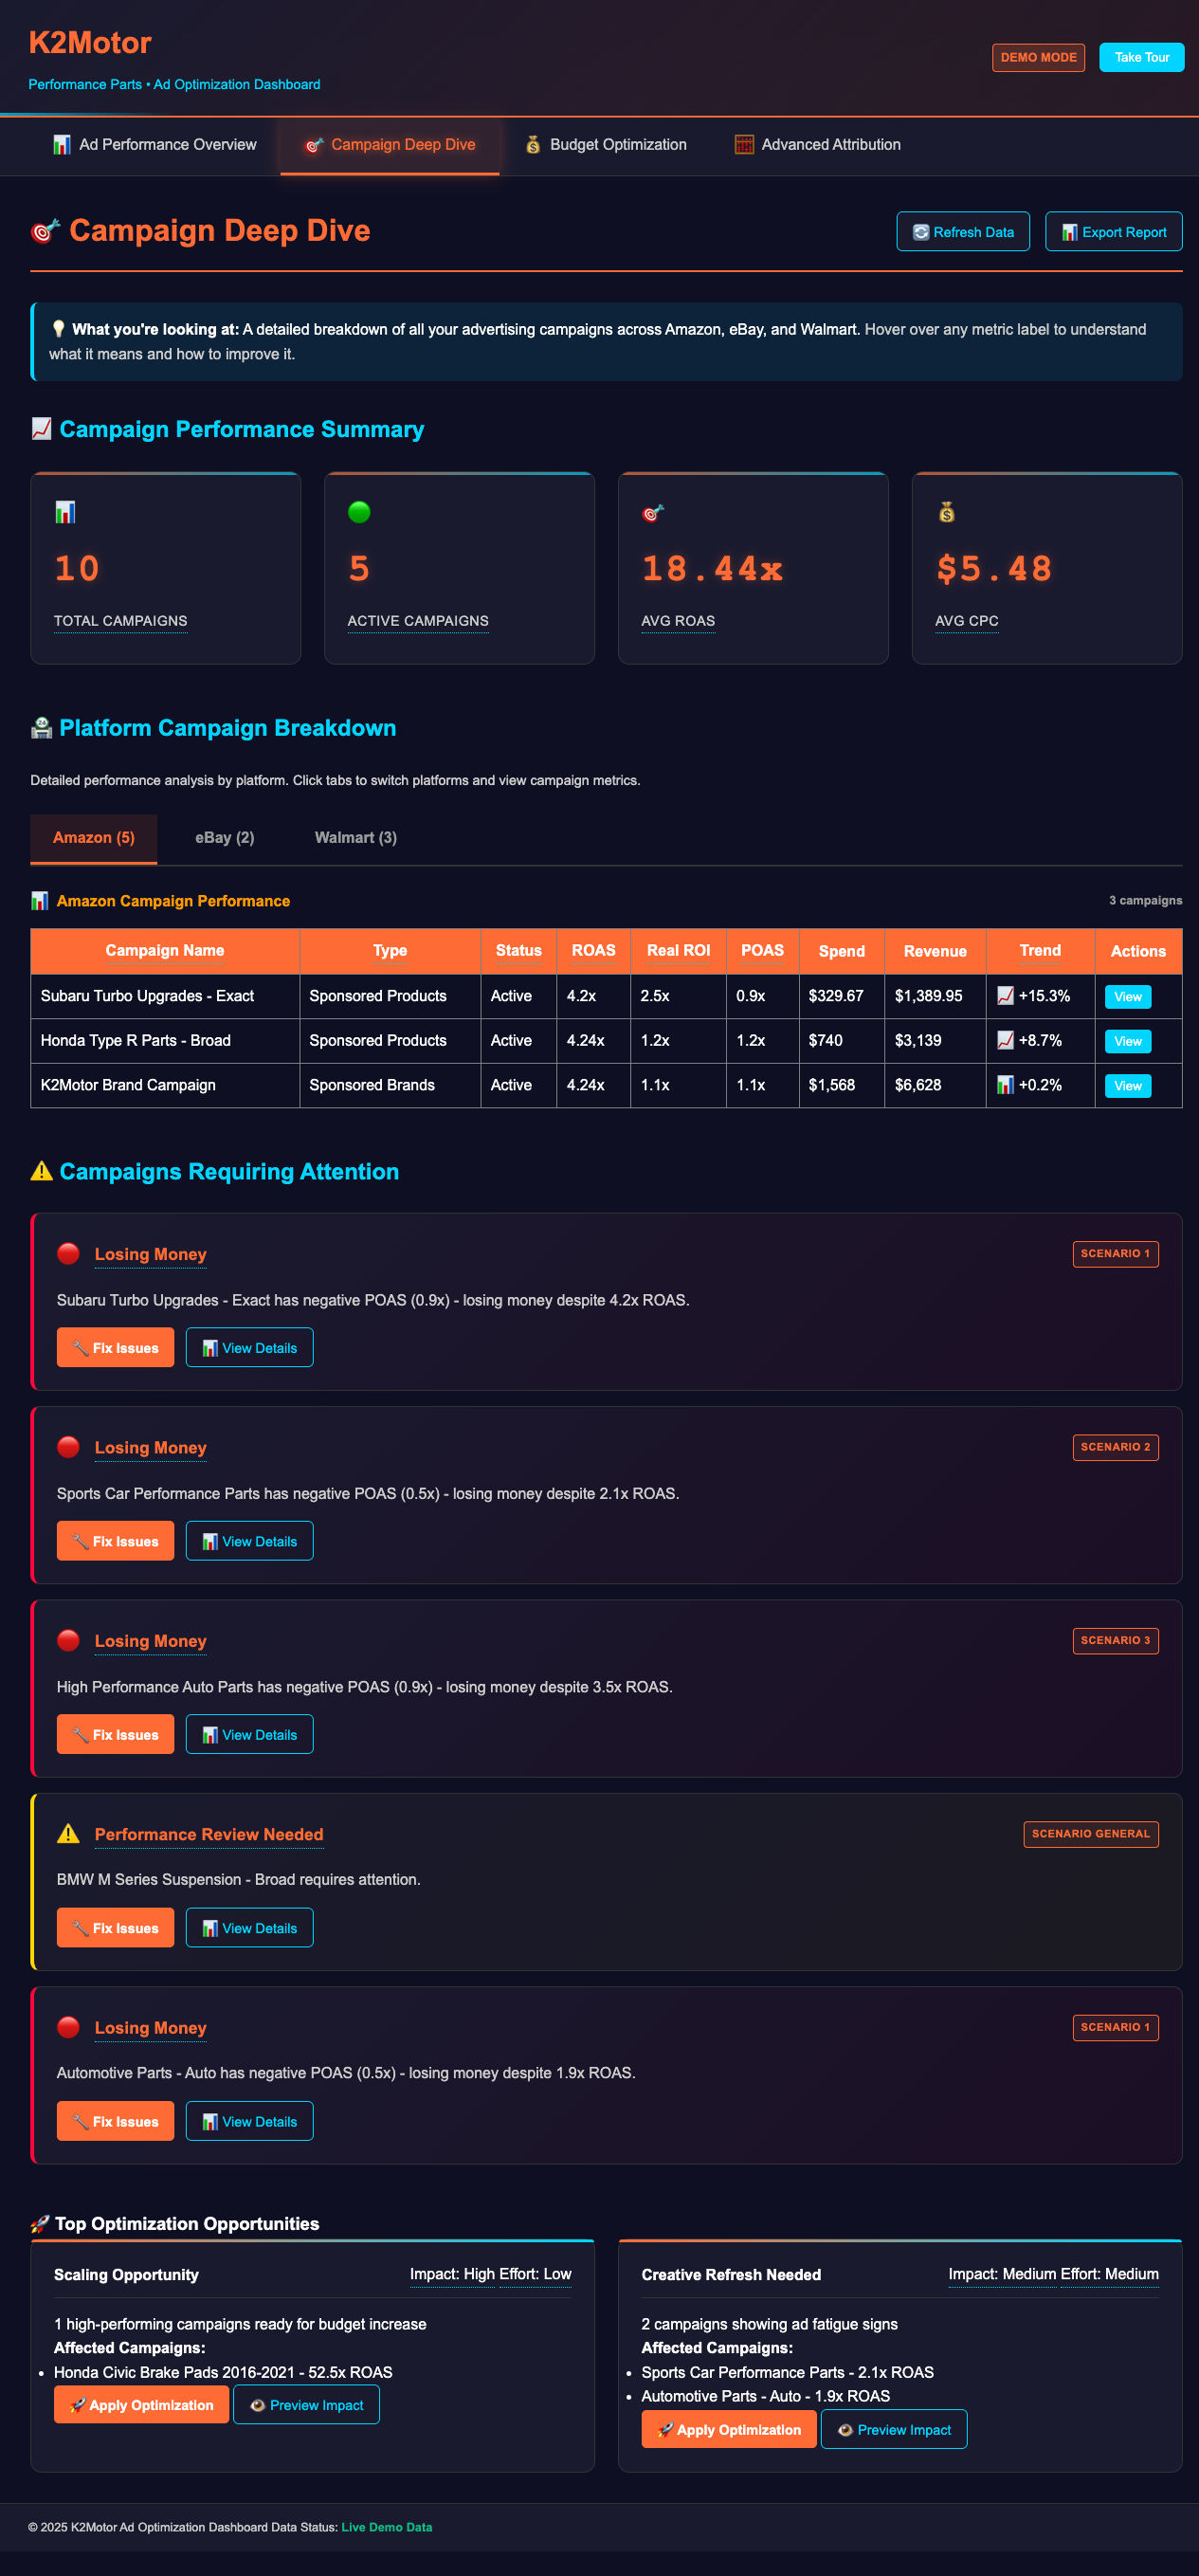 K2Motor
Performance Parts • Ad Optimization Dashboard
DEMO MODE
Take Tour
Ad Performance Overview
Campaign Deep Dive
Budget Optimization
Advanced Attribution
Campaign Deep Dive
Refresh Data
Export Report
What you're looking at: A detailed breakdown of all your advertising campaigns across Amazon, eBay, and Walmart. Hover over any metric label to understand
what it means and how to improve it.
Campaign Performance Summary
10
TOTAL CAMPAIGNS
5
ACTIVE CAMPAIGNS
18.44x
AVG ROAS
$5.48
AVG CPC
Platform Campaign Breakdown
Detailed performance analysis by platform. Click tabs to switch platforms and view campaign metrics.
Amazon (5)
eBay (2)
Walmart (3)
Amazon Campaign Performance
3 campaigns
Campaign Name Type Status ROAS Real ROI POAS Spend Revenue Trend Actions
Subaru Turbo Upgrades - Exact Sponsored Products Active 4.2x 2.5x 0.9x $329.67 $1,389.95 +15.3% View
Honda Type R Parts - Broad Sponsored Products Active 4.24x 1.2x 1.2x $740 $3,139 +8.7% View
K2Motor Brand Campaign Sponsored Brands Active 4.24x 1.1x 1.1x $1,568 $6,628 +0.2% View
Campaigns Requiring Attention
Losing Money
SCENARIO 1
Subaru Turbo Upgrades - Exact has negative POAS (0.9x) - losing money despite 4.2x ROAS.
Fix Issues
View Details
Losing Money
SCENARIO 2
Sports Car Performance Parts has negative POAS (0.5x) - losing money despite 2.1x ROAS.
Fix Issues
View Details
Losing Money
SCENARIO 3
High Performance Auto Parts has negative POAS (0.9x) - losing money despite 3.5x ROAS.
Fix Issues
View Details
Performance Review Needed
SCENARIO GENERAL
BMW M Series Suspension - Broad requires attention.
Fix Issues
View Details
Losing Money
SCENARIO 1
Automotive Parts - Auto has negative POAS (0.5x) - losing money despite 1.9x ROAS.
Fix Issues
View Details
Top Optimization Opportunities
Scaling Opportunity
Impact: High Effort: Low
1 high-performing campaigns ready for budget increase
Affected Campaigns:
• Honda Civic Brake Pads 2016-2021 - 52.5x ROAS
Apply Optimization
Preview Impact
Creative Refresh Needed
Impact: Medium Effort: Medium
2 campaigns showing ad fatigue signs
Affected Campaigns:
• Sports Car Performance Parts - 2.1x ROAS
• Automotive Parts - Auto - 1.9x ROAS
Apply Optimization
Preview Impact
© 2025 K2Motor Ad Optimization Dashboard Data Status: Live Demo Data